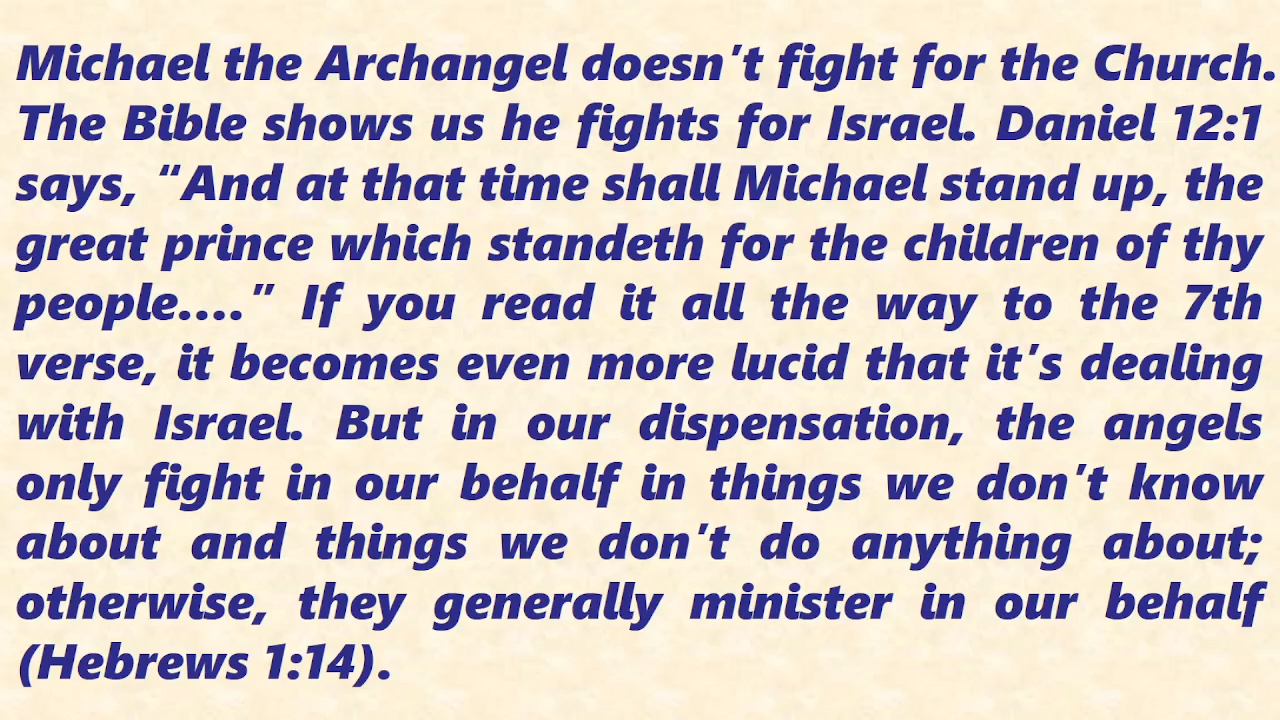 Michael the Archangel doesn't fight for the Church.
The Bible shows us he fights for Israel. Daniel 12:1
says, “And at that time shall Michael stand up, the
great prince which standeth for the children of thy
people....” If you read it all the way to the 7th
verse, it becomes even more lucid that it's dealing
with Israel. But in our dispensation, the angels
only fight in our behalf in things we don't know
about and things we don't do anything about;
otherwise, they generally minister in our behalf
(Hebrews 1:14).